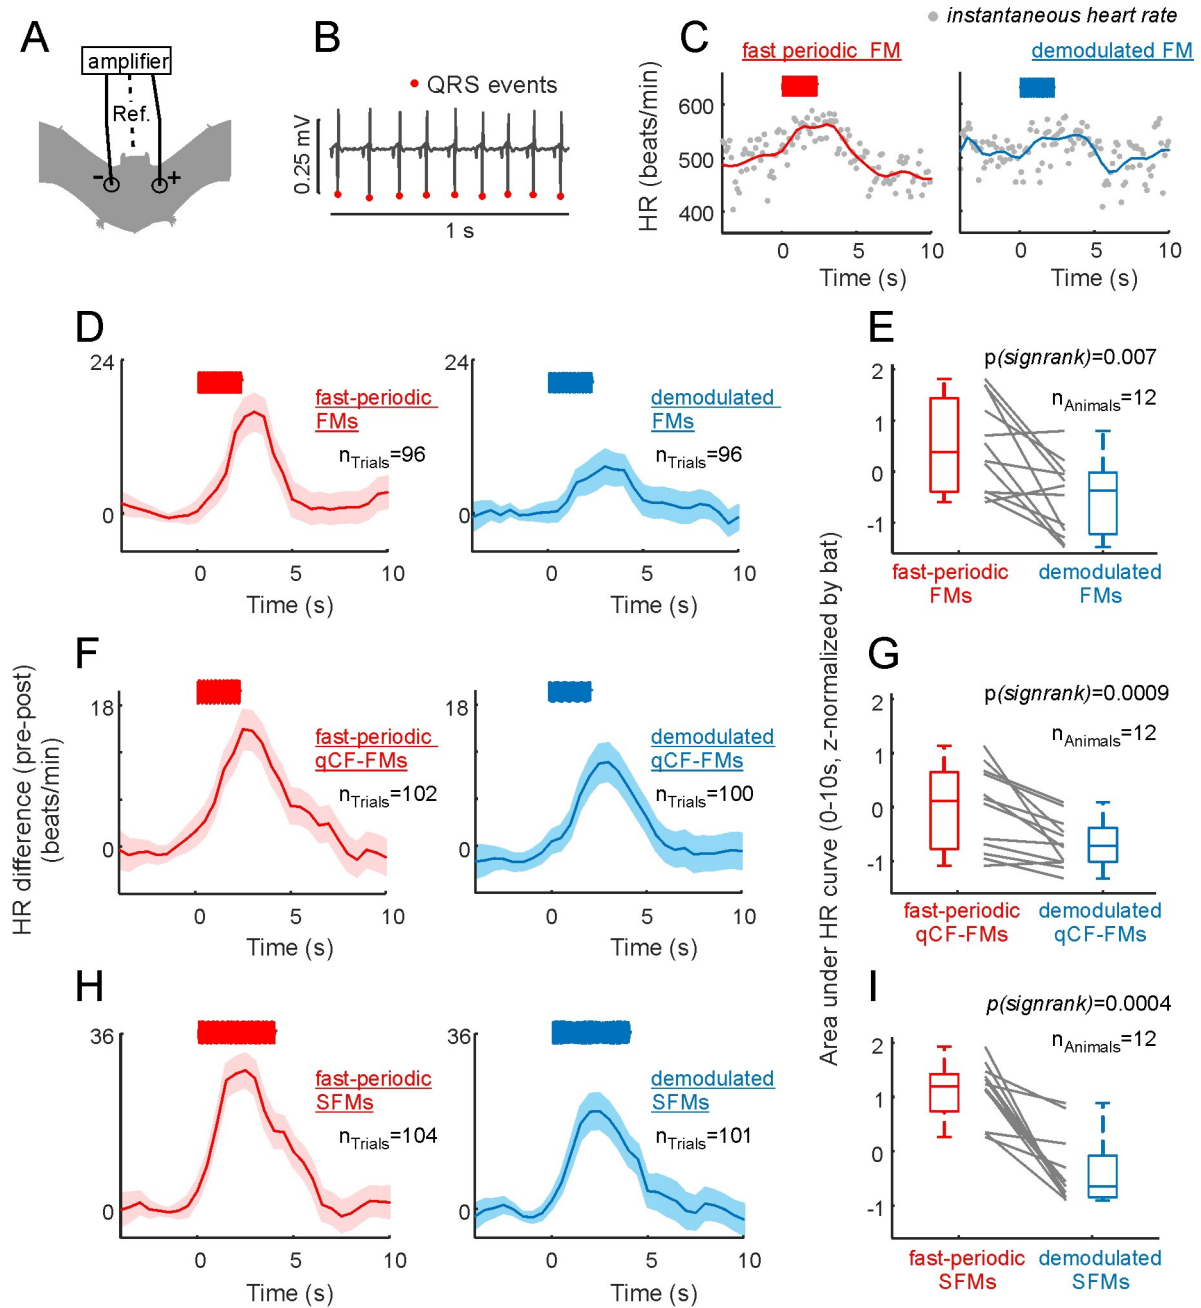 A
amplifier
Ref.
-
+
B
QRS events
0.25 mV
1 s
instantaneous heart rate
C
fast periodic FM
demodulated FM
HR (beats/min)
600
500
400
0 5 10
0 5 10
Time (s)
Time (s)
D
24
0
fast-periodic
FMs
nTrials=96
0 5 10
Time (s)
24
0
demodulated
FMs
nTrials=96
0 5 10
Time (s)
E
p(signrank)=0.007
nAnimals=12
2
1
0
-1
fast-periodic
FMs
demodulated
FMs
HR difference (pre-post)
(beats/min)
Area under HR curve (0-10s, z-normalized by bat)
F
18
0
fast-periodic
qCF-FMs
nTrials=102
0 5 10
Time (s)
18
0
demodulated
qCF-FMs
nTrials=100
0 5 10
Time (s)
G
p(signrank)=0.0009
nAnimals=12
2
1
0
-1
fast-periodic
qCF-FMs
demodulated
qCF-FMs
H
36
0
fast-periodic
SFMs
nTrials=104
0 5 10
Time (s)
36
0
demodulated
SFMs
nTrials=101
0 5 10
Time (s)
I
p(signrank)=0.0004
nAnimals=12
2
1
0
-1
fast-periodic
SFMs
demodulated
SFMs